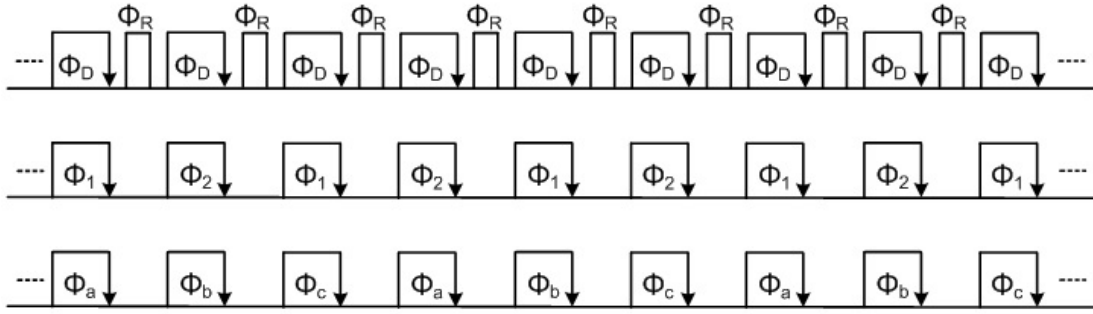 ΦR ΦR ΦR ΦR ΦR ΦR ΦR ΦR
---- ΦD ΦD ΦD ΦD ΦD ΦD ΦD ΦD ΦD ----
---- Φ1 Φ2 Φ1 Φ2 Φ1 Φ2 Φ1 Φ2 Φ1 ----
---- Φa Φb Φc Φa Φb Φc Φa Φb Φc ----